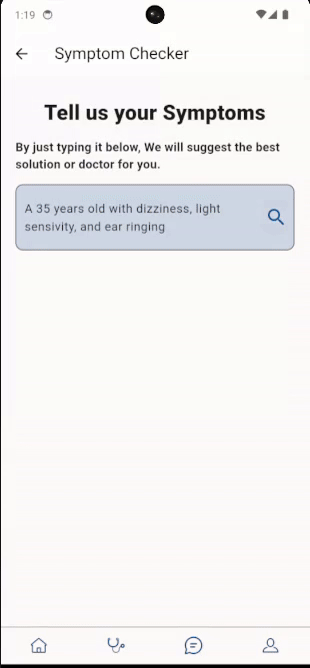 1:19
Symptom Checker
Tell us your Symptoms
By just typing it below, We will suggest the best
solution or doctor for you.
A 35 years old with dizziness, light
sensivity, and ear ringing